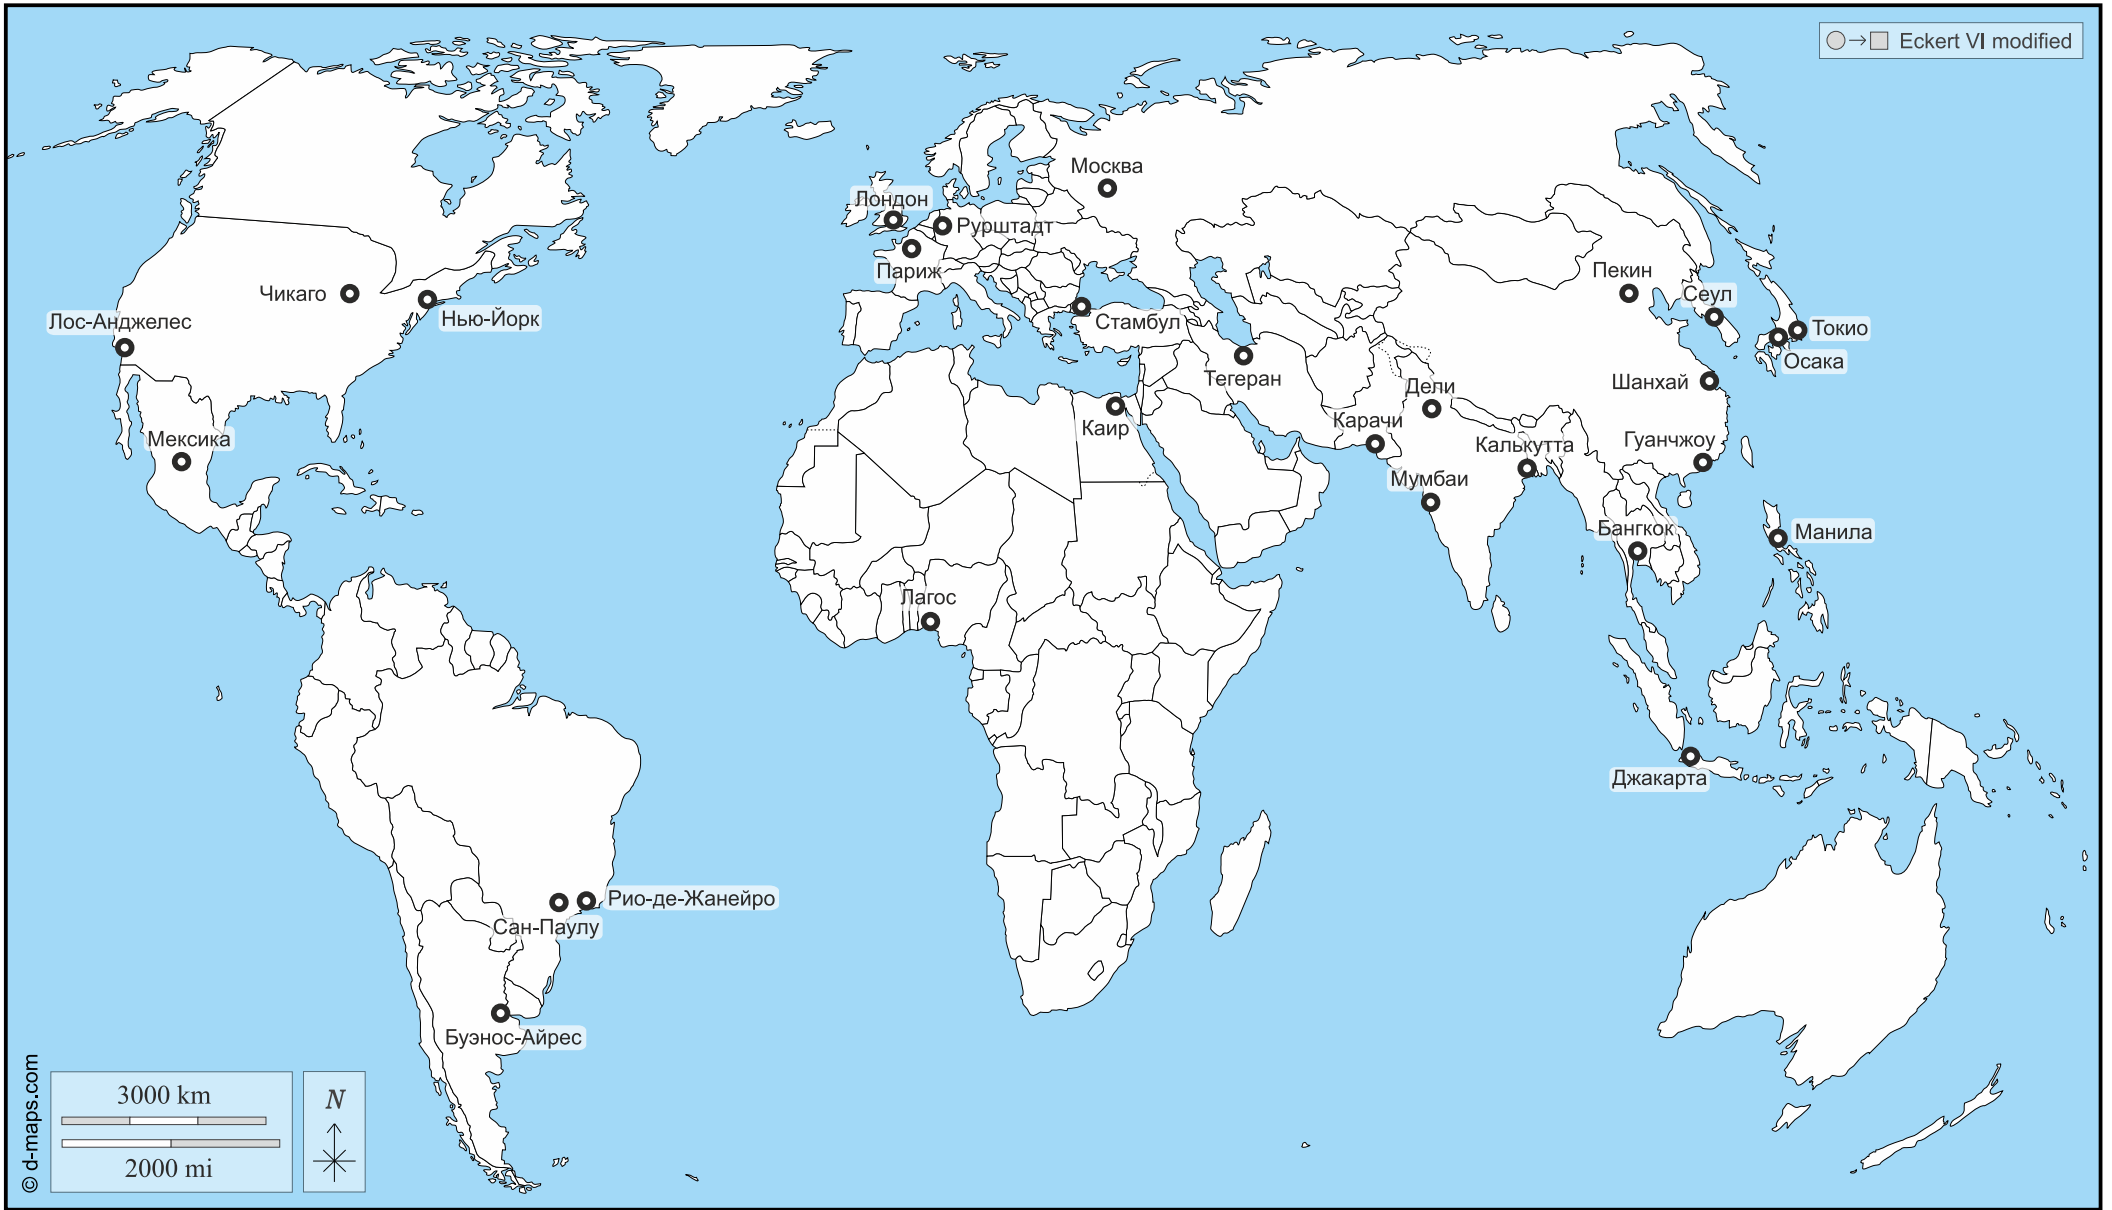 Eckert VI modified
Москва
Лондон
Рурштадт
Париж
Пекин
Чикаго
Сеул
Нью-Йорк
Лос-Анджелес
Стамбул
Токио
Осака
Тегеран
Шанхай
Дели
Карачи
Каир
Мексика
Гуанчжоу
Калькутта
Мумбаи
Бангкок
Манила
Лагос
Джакарта
Рио-де-Жанейро
Сан-Паулу
Буэнос-Айрес
© d-maps.com
3000 km
2000 mi
N